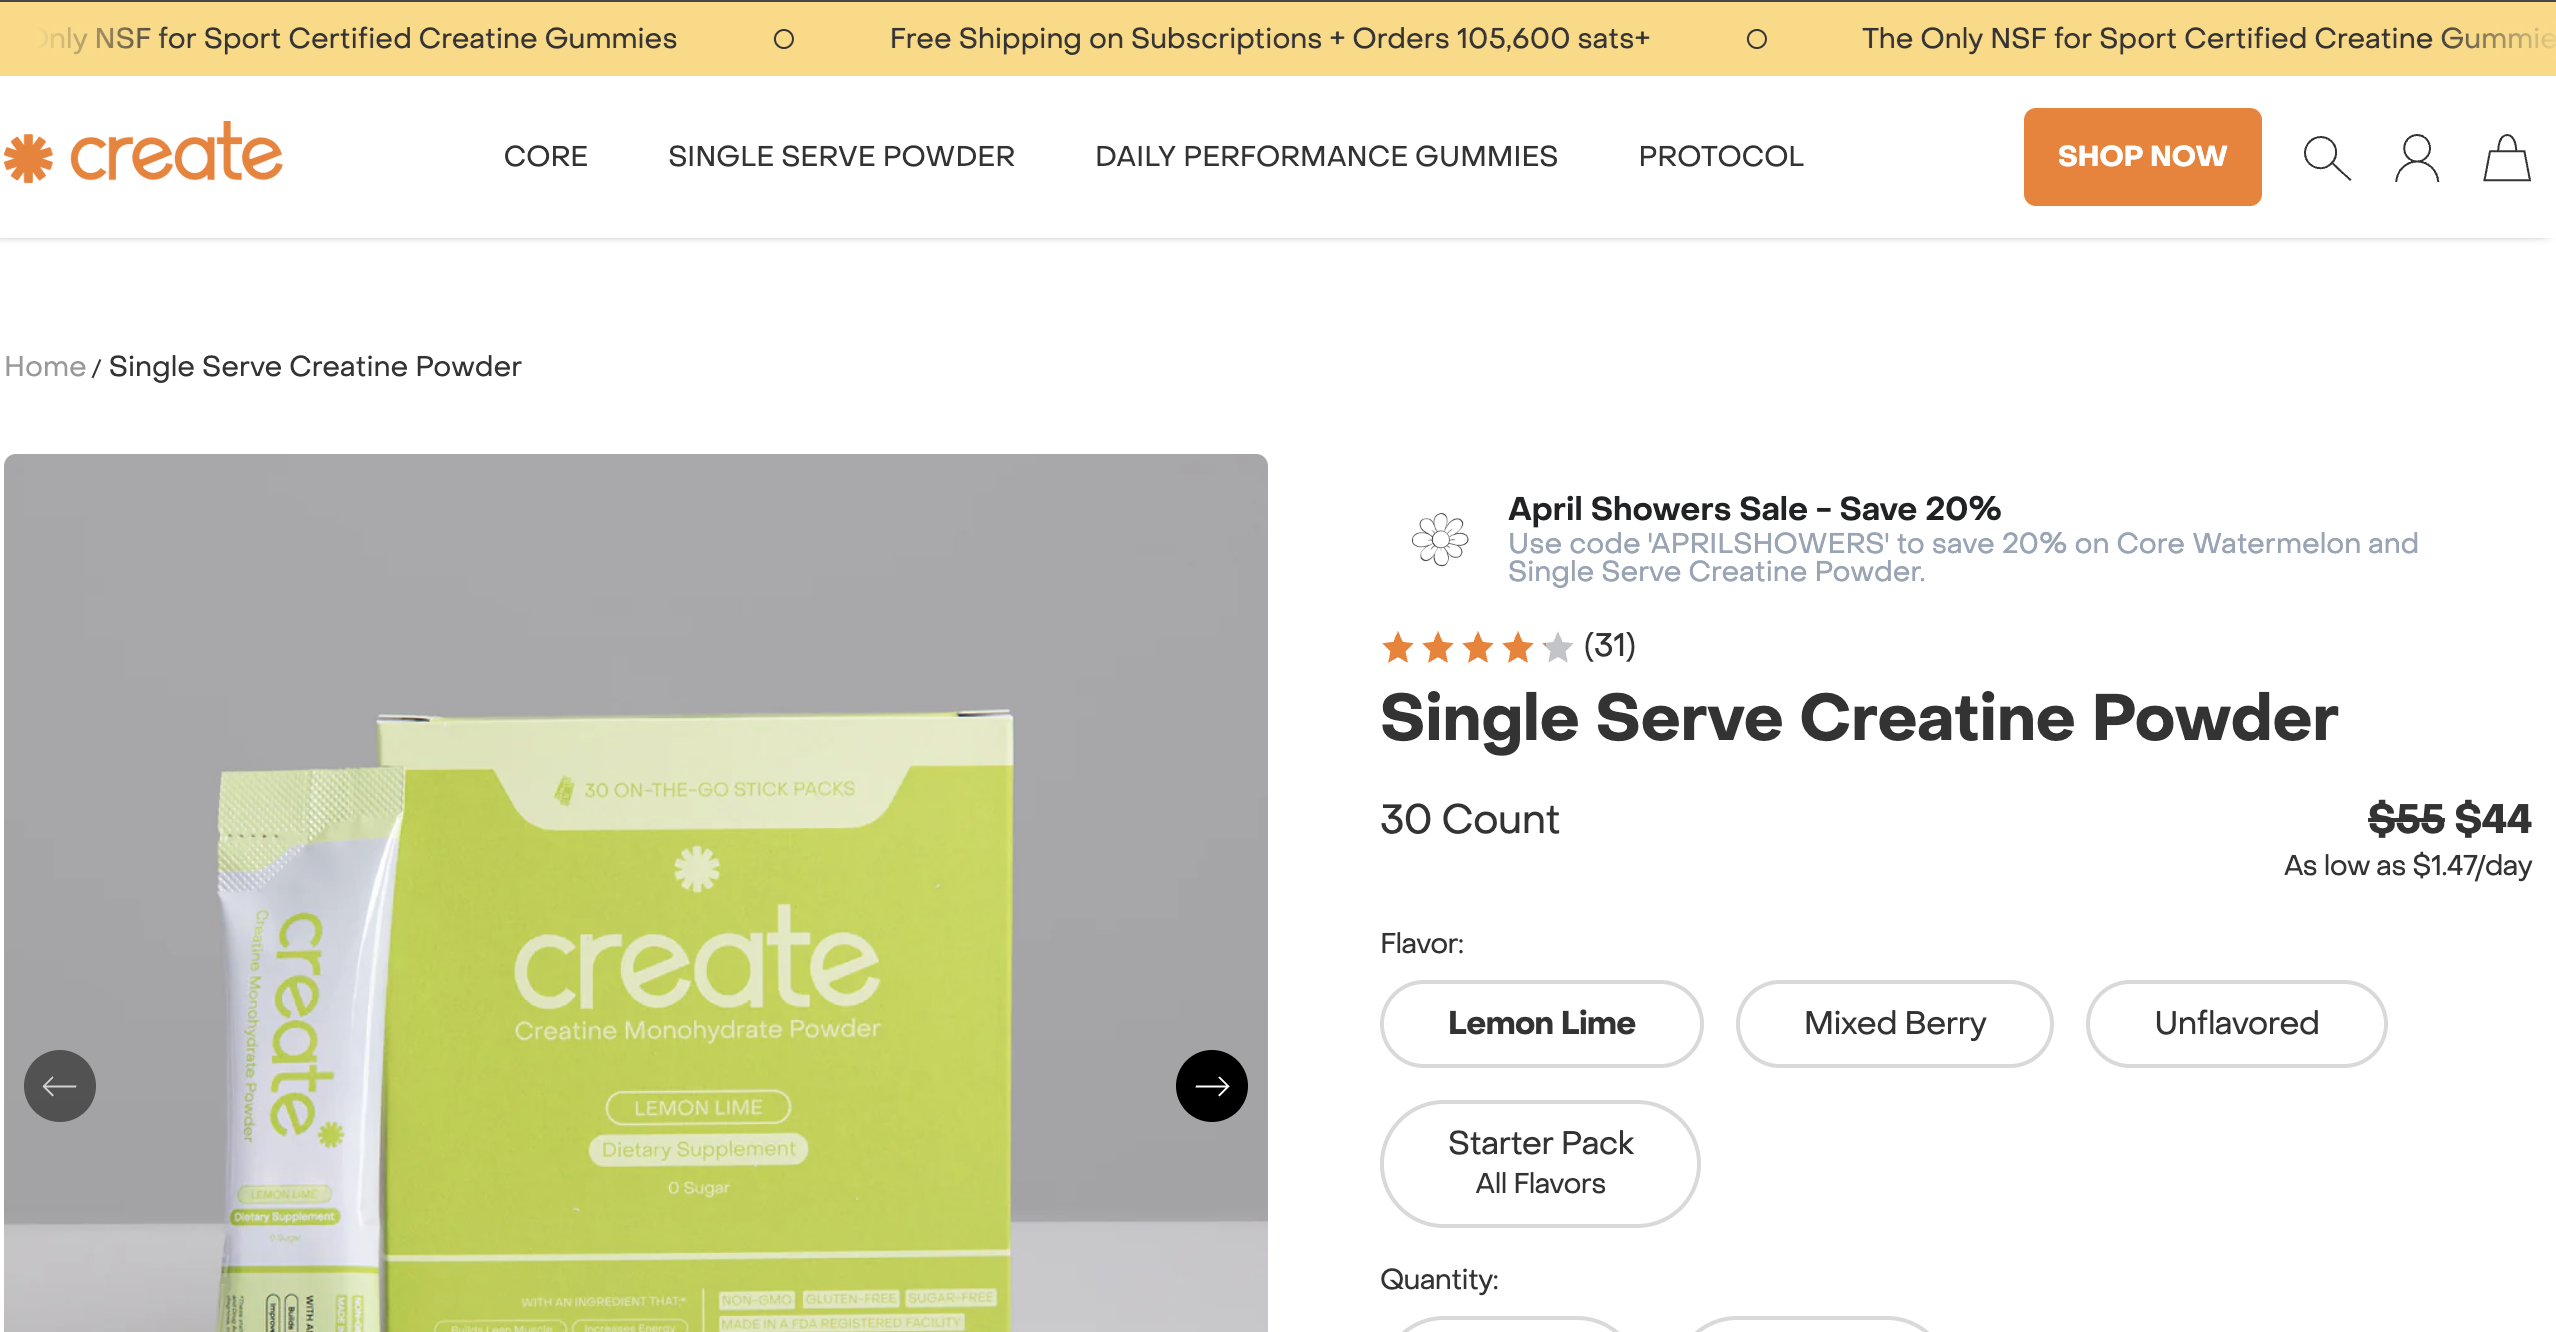 Only NSF for Sport Certified Creatine Gummies
Free Shipping on Subscriptions + Orders 105,600 sats+
The Only NSF for Sport Certified Creatine Gummie
create
CORE
SINGLE SERVE POWDER
DAILY PERFORMANCE GUMMIES
PROTOCOL
SHOP NOW
Home / Single Serve Creatine Powder
April Showers Sale - Save 20%
Use code 'APRILSHOWERS' to save 20% on Core Watermelon and
Single Serve Creatine Powder.
(31)
Single Serve Creatine Powder
30 Count
$55 $44
As low as $1.47/day
Flavor:
Lemon Lime
Mixed Berry
Unflavored
Starter Pack
All Flavors
Quantity:
30 ON-THE-GO STICK PACKS
create
Creatine Monohydrate Powder
LEMON LIME
Dietary Supplement
0 Sugar
WITH AN INGREDIENT THAT:
NON-GMO
GLUTEN-FREE
SUGAR-FREE
Builds Lean Muscle
Increases Energy
MADE IN A FDA REGISTERED FACILITY
create
Creatine Monohydrate Powder
LEMON LIME
Dietary Supplement
0 Sugar